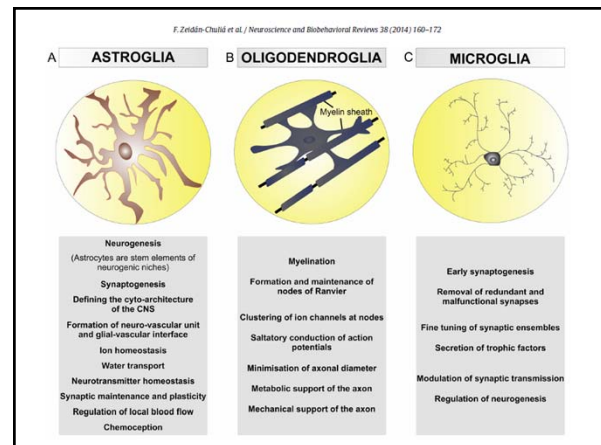 F. Zeidán-Chuliá et al. / Neuroscience and Biobehavioral Reviews 38 (2014) 160–172
A ASTROGLIA
B OLIGODENDROGLIA
C MICROGLIA
Myelin sheath
Neurogenesis
(Astrocytes are stem elements of
neurogenic niches)
Synaptogenesis
Defining the cyto-architecture
of the CNS
Formation of neuro-vascular unit
and glial-vascular interface
Ion homeostasis
Water transport
Neurotransmitter homeostasis
Synaptic maintenance and plasticity
Regulation of local blood flow
Chemoception
Myelination
Formation and maintenance of
nodes of Ranvier
Clustering of ion channels at nodes
Saltatory conduction of action
potentials
Minimisation of axonal diameter
Metabolic support of the axon
Mechanical support of the axon
Early synaptogenesis
Removal of redundant and
malfunctional synapses
Fine tuning of synaptic ensembles
Secretion of trophic factors
Modulation of synaptic transmission
Regulation of neurogenesis